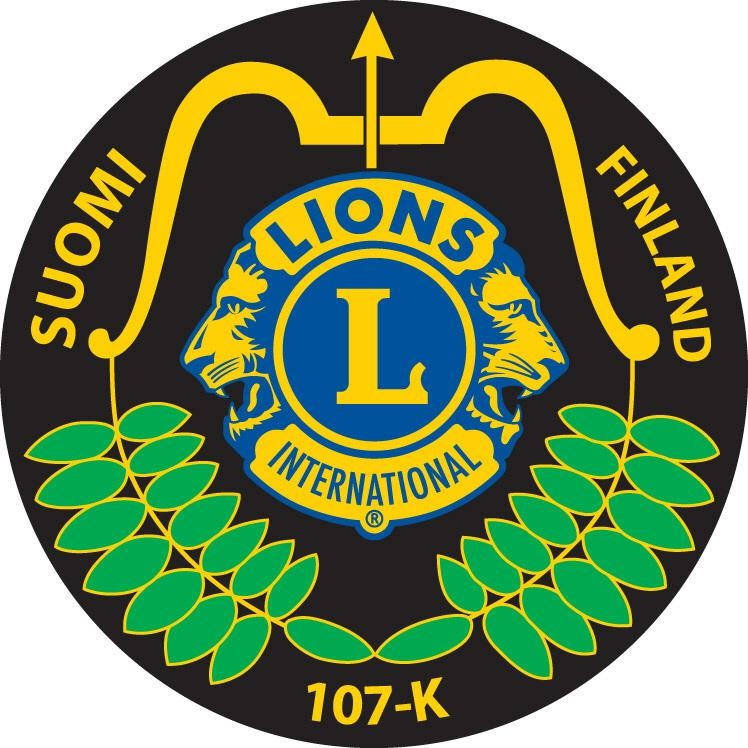 SUOMI
FINLAND
LIONS
L
INTERNATIONAL
®
107-K